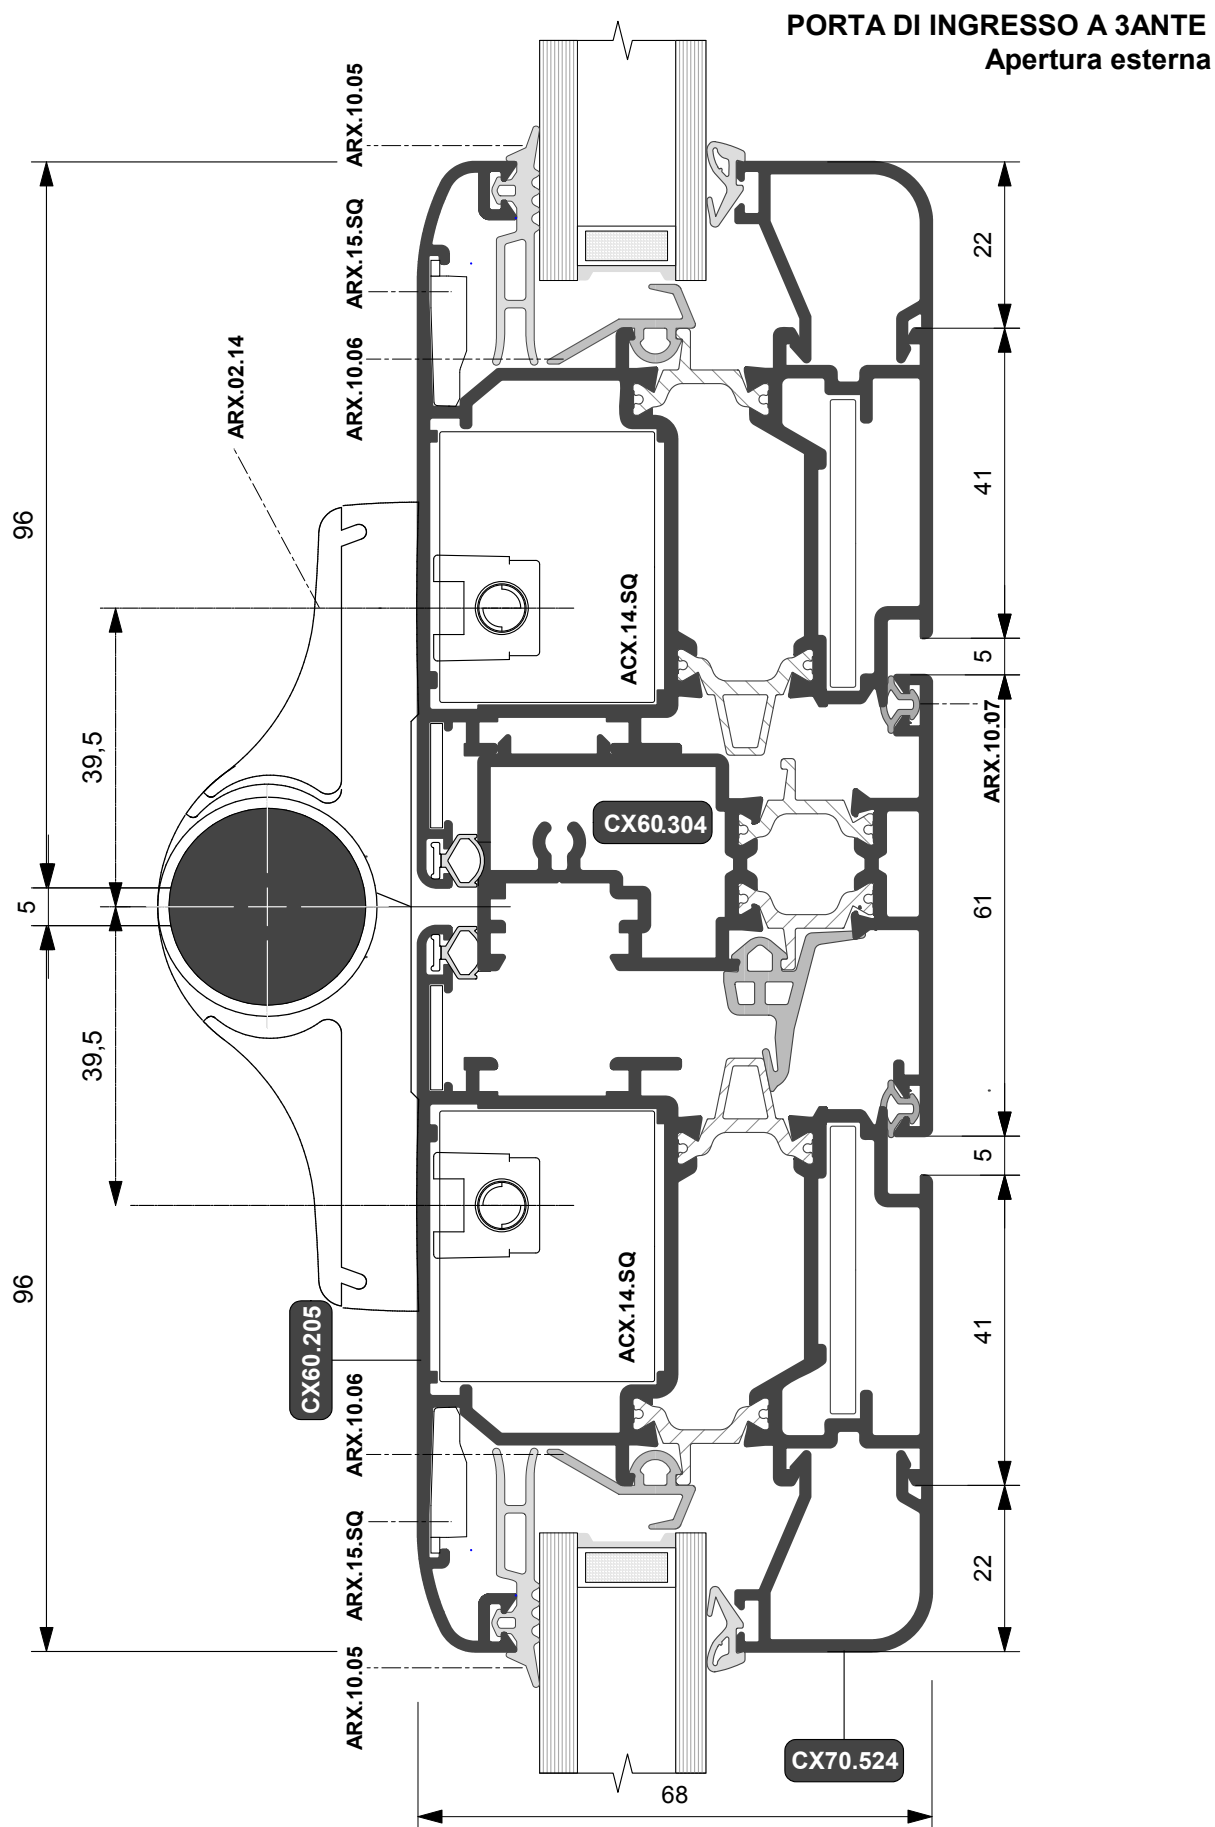 PORTA DI INGRESSO A 3ANTE
Apertura esterna
ARX.10.05
ARX.15.SQ
ARX.10.06
ARX.02.14
22
41
5
61
5
41
22
96
39,5
5
39,5
96
ACX.14.SQ
ARX.10.07
CX60.304
ACX.14.SQ
CX60.205
ARX.10.06
ARX.15.SQ
ARX.10.05
CX70.524
68